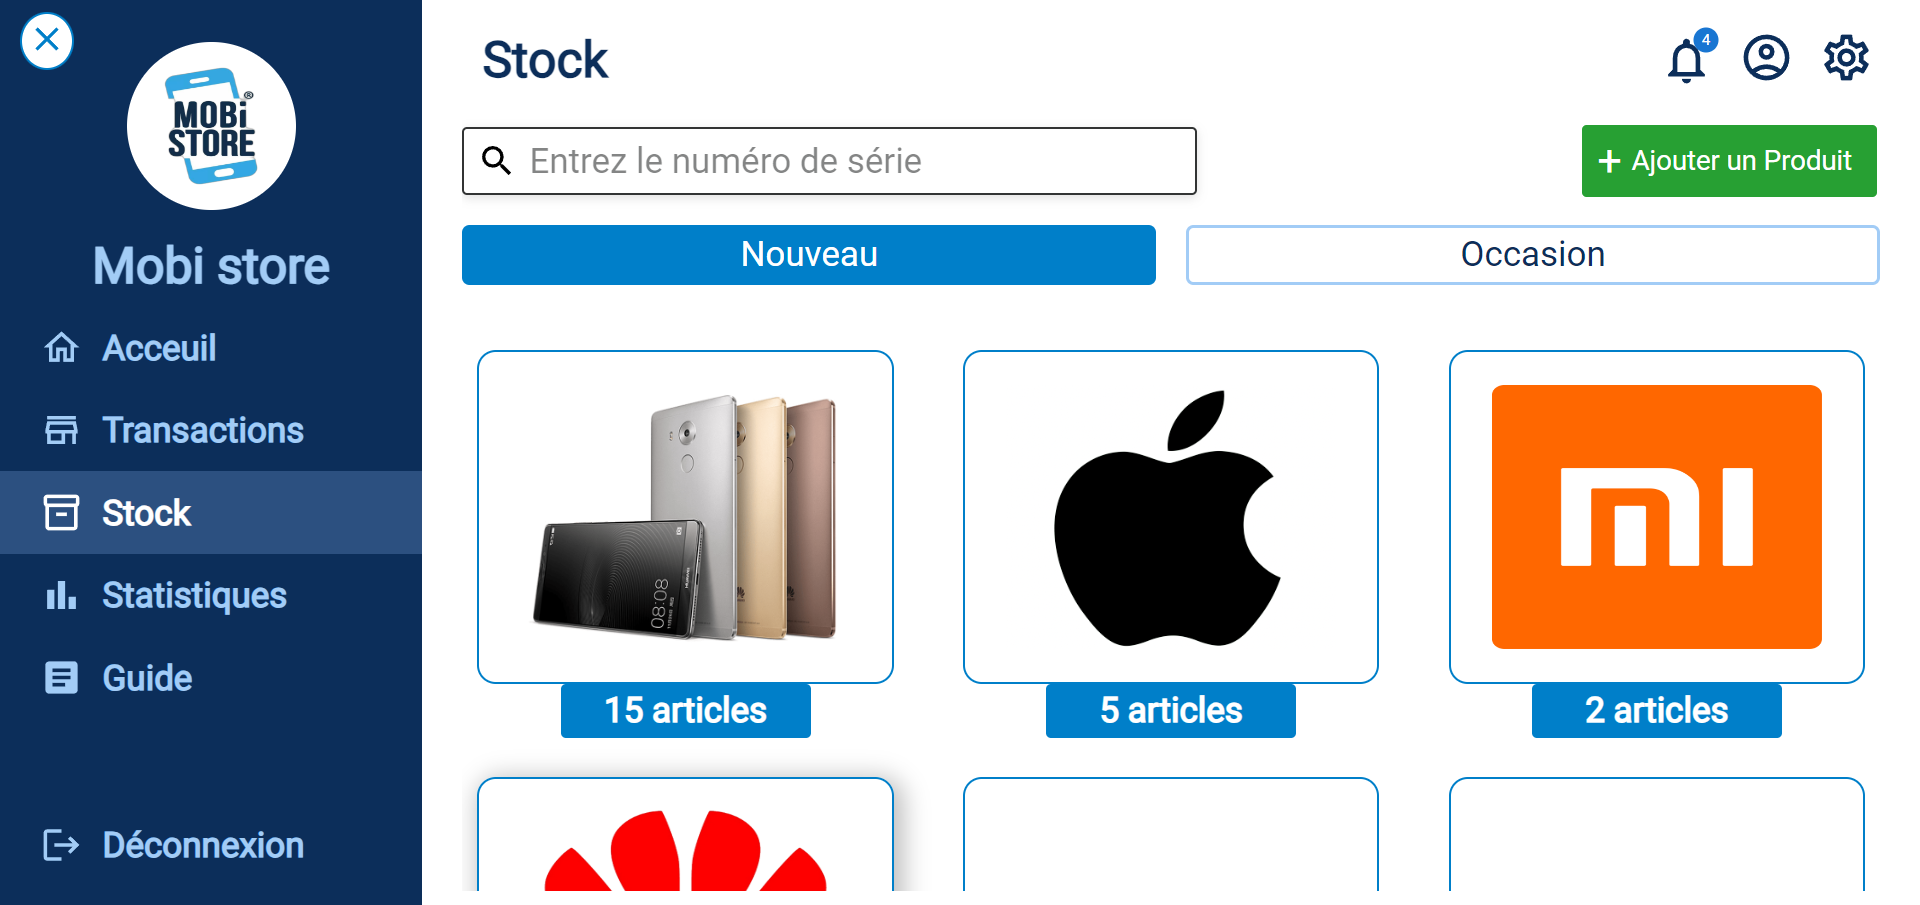 MOBi
STORE
®
Mobi store
Acceuil
Transactions
Stock
Statistiques
Guide
Déconnexion
Stock
4
Entrez le numéro de série
+ Ajouter un Produit
Nouveau
Occasion
08:08
mi
15 articles
5 articles
2 articles